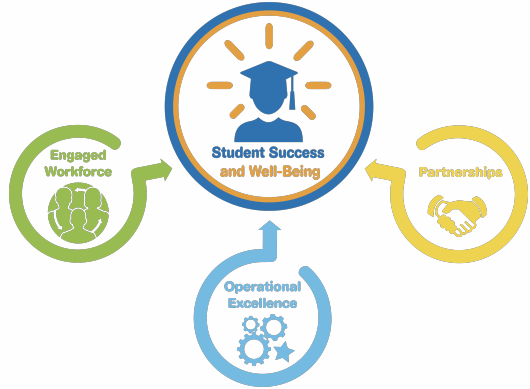 Student Success
and Well-Being
Engaged
Workforce
Partnerships
Operational
Excellence